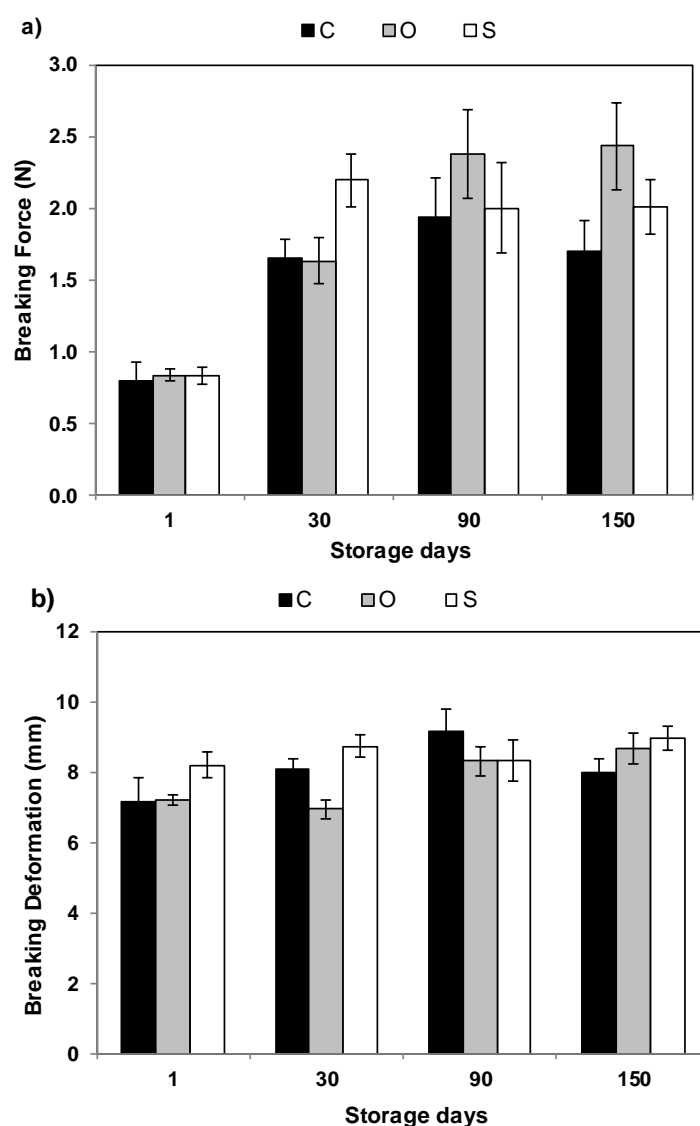 a)
C O S
Breaking Force (N)
3.0
2.5
2.0
1.5
1.0
0.5
0.0
1 30 90 150
Storage days
b)
C O S
Breaking Deformation (mm)
12
10
8
6
4
2
0
1 30 90 150
Storage days